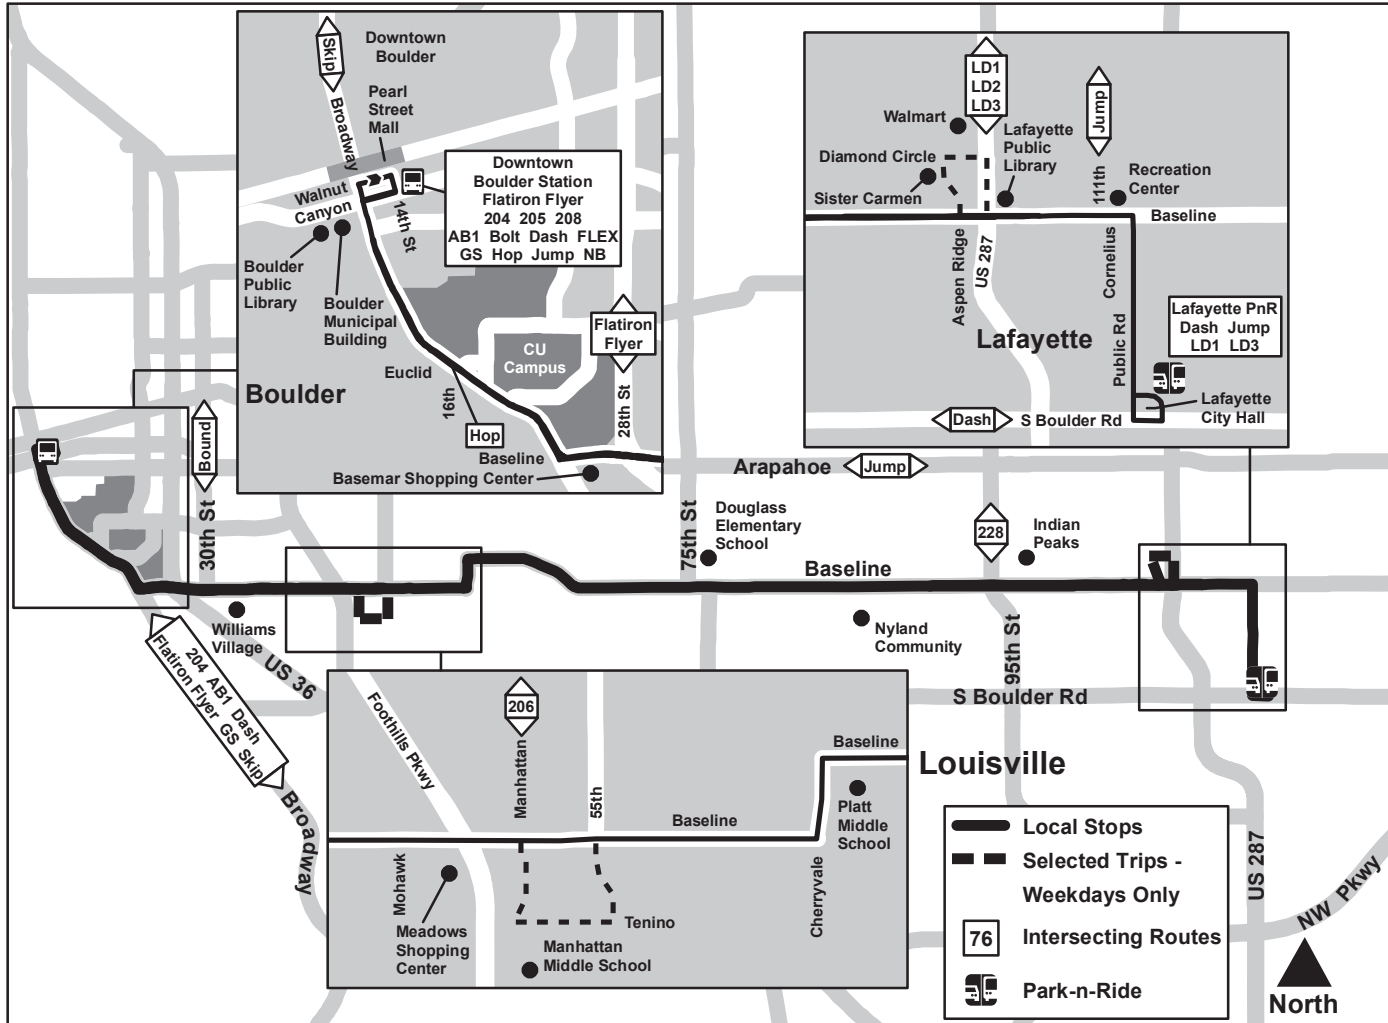 Skip
Downtown
Boulder
Broadway
Pearl
Street
Mall
Walnut
Canyon
14th St
Downtown
Boulder Station
Flatiron Flyer
204 205 208
AB1 Bolt Dash FLEX
GS Hop Jump NB
Boulder
Public
Library
Boulder
Municipal
Building
Flatiron
Flyer
CU
Campus
Euclid
Boulder
16th
28th St
Hop
Baseline
Basemar Shopping Center
LD1
LD2
LD3
Jump
Walmart
Lafayette
Public
Library
Diamond Circle
Sister Carmen
111th
Recreation
Center
Baseline
Aspen Ridge
US 287
Cornelius
Lafayette
Public Rd
Lafayette PnR
Dash Jump
LD1 LD3
Lafayette
City Hall
Dash
S Boulder Rd
Bound
30th St
Arapahoe
Jump
75th St
Douglass
Elementary
School
228
Indian
Peaks
Baseline
Williams
Village
US 36
Nyland
Community
95th St
S Boulder Rd
204 AB1 Dash
Flatiron Flyer GS Skip
Broadway
Foothills Pkwy
206
Manhattan
55th
Baseline
Baseline
Platt
Middle
School
Mohawk
Cherryvale
Meadows
Shopping
Center
Tenino
Manhattan
Middle School
Louisville
US 287
NW Pkwy
Local Stops
Selected Trips -
Weekdays Only
76
Intersecting Routes
Park-n-Ride
North